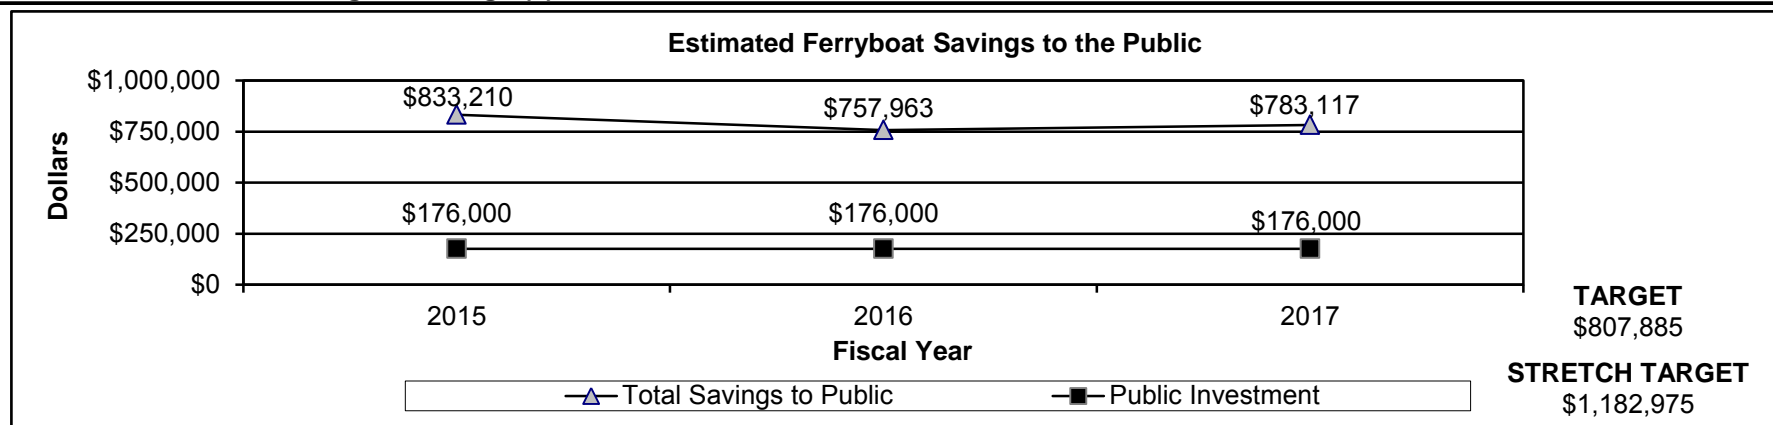 Estimated Ferryboat Savings to the Public
$1,000,000
$750,000
$500,000
$250,000
$0
Dollars
$833,210
$757,963
$783,117
$176,000
$176,000
$176,000
2015
2016
2017
Fiscal Year
Total Savings to Public
Public Investment
TARGET
$807,885
STRETCH TARGET
$1,182,975